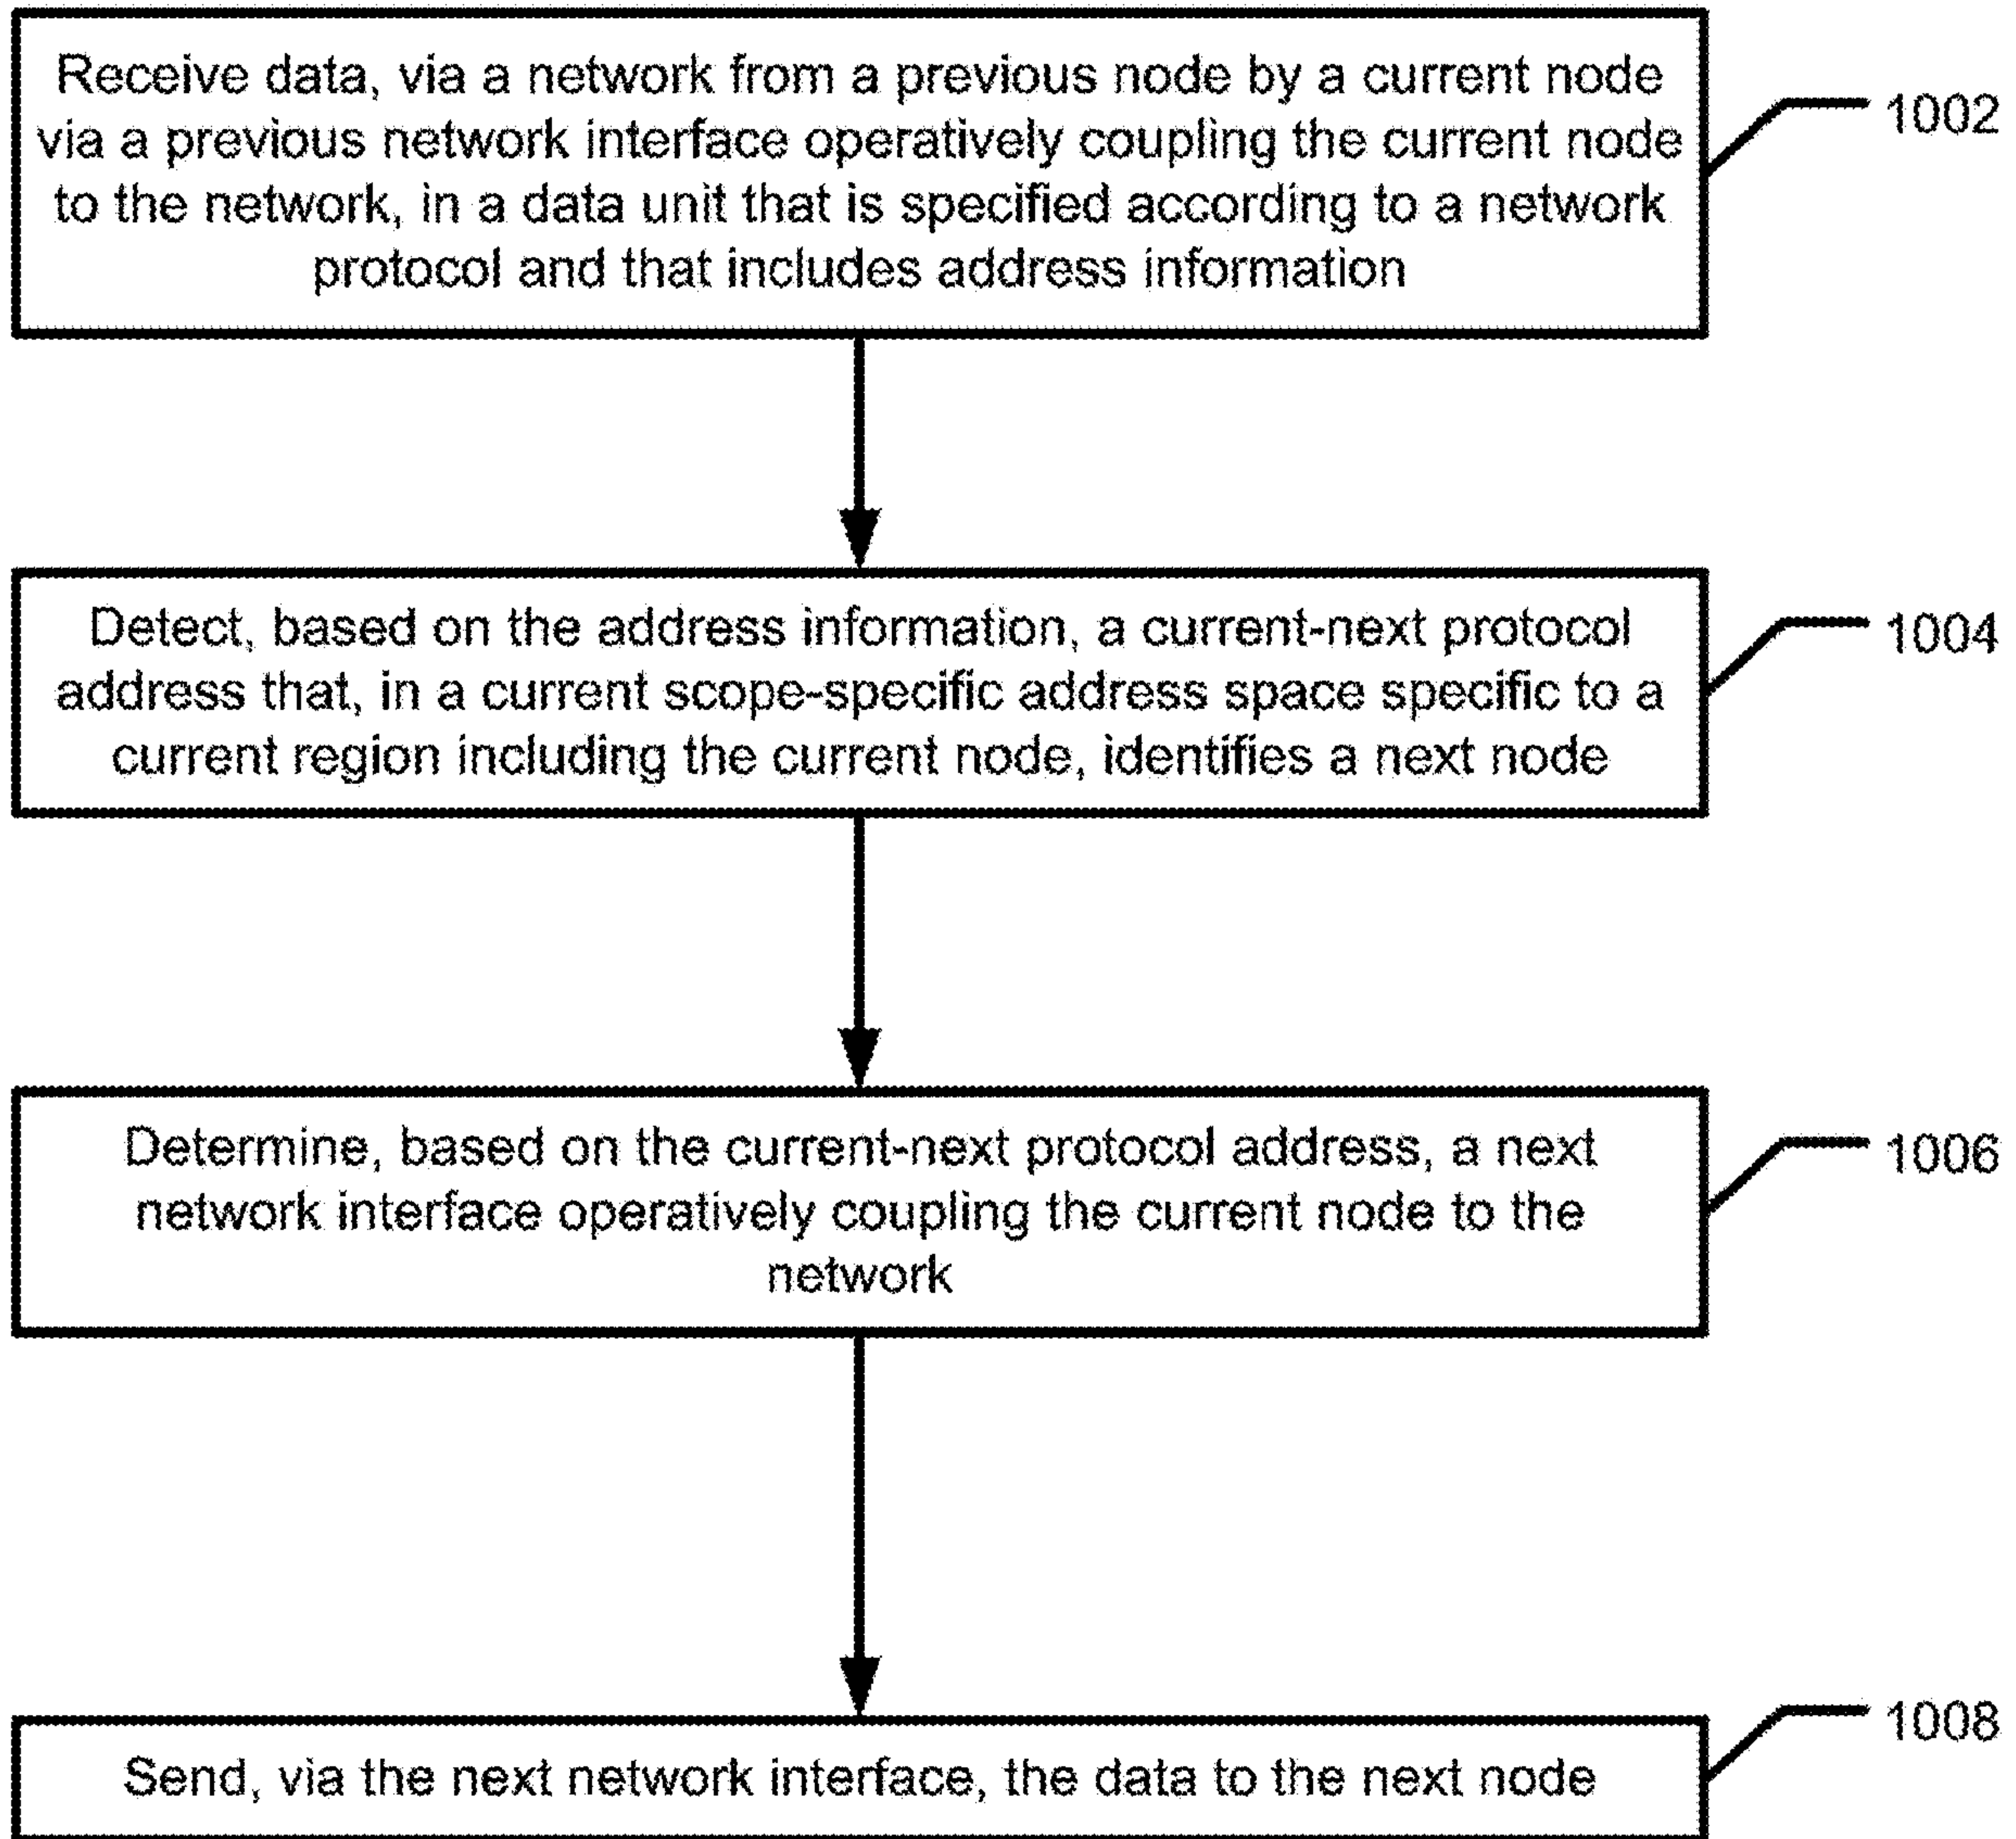 Receive data, via a network from a previous node by a current node
via a previous network interface operatively coupling the current node
to the network, in a data unit that is specified according to a network
protocol and that includes address information
1002
Detect, based on the address information, a current-next protocol
address that, in a current scope-specific address space specific to a
current region including the current node, identifies a next node
1004
Determine, based on the current-next protocol address, a next
network interface operatively coupling the current node to the
network
1006
Send, via the next network interface, the data to the next node
1008